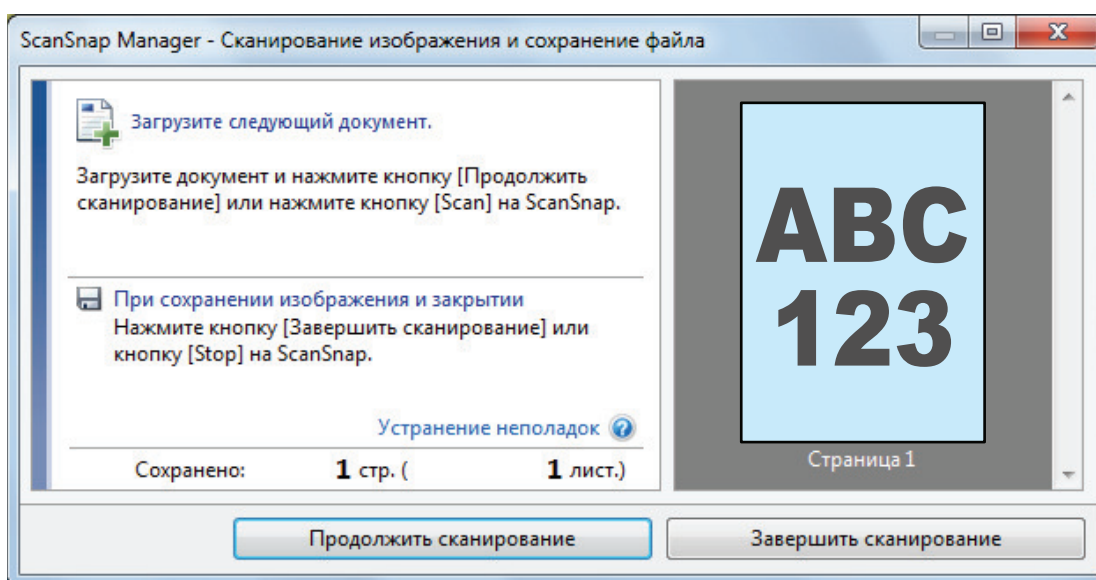 ScanSnap Manager - Сканирование изображения и сохранение файла
Загрузите следующий документ.
Загрузите документ и нажмите кнопку [Продолжить
сканирование] или нажмите кнопку [Scan] на ScanSnap.
При сохранении изображения и закрытии
Нажмите кнопку [Завершить сканирование] или
кнопку [Stop] на ScanSnap.
Устранение неполадок
Сохранено: 1 стр. ( 1 лист.)
ABC
123
Страница 1
Продолжить сканирование
Завершить сканирование